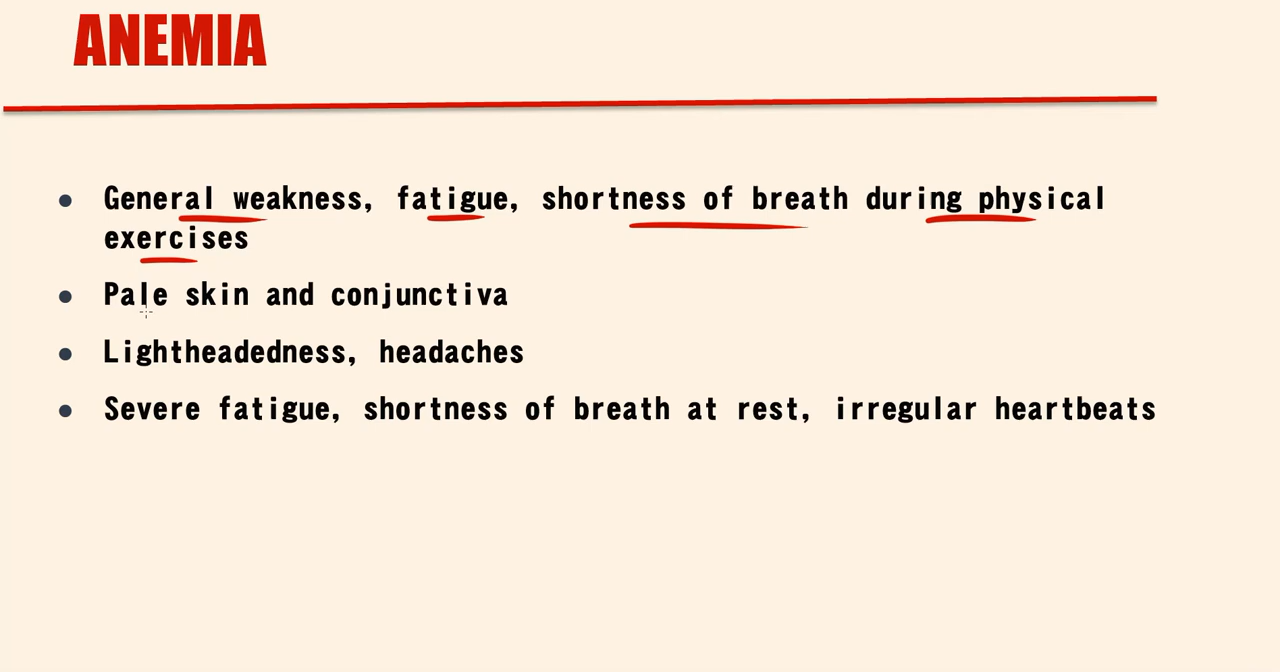 ANEMIA
• General weakness, fatigue, shortness of breath during physical
exercises
• Pale skin and conjunctiva
• Lightheadedness, headaches
• Severe fatigue, shortness of breath at rest, irregular heartbeats